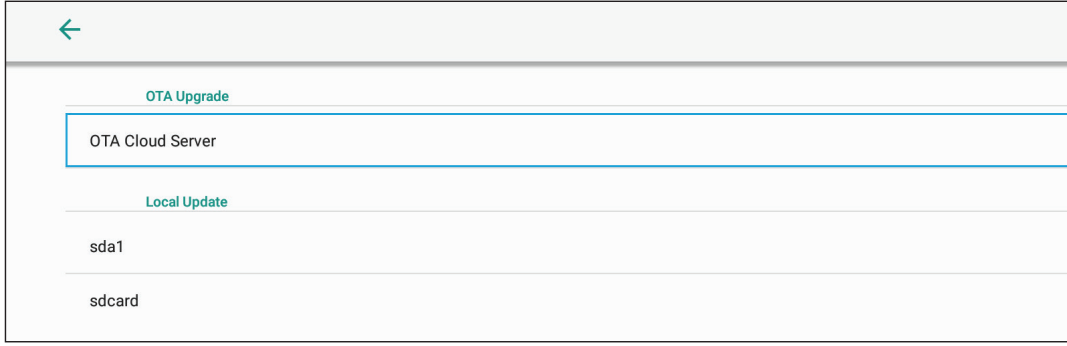 OTA Upgrade
OTA Cloud Server
Local Update
sda1
sdcard